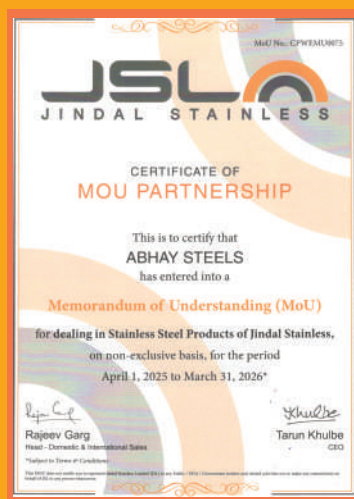 MoU No.: CPWEMU0075
JSL
JINDAL STAINLESS
CERTIFICATE OF
MOU PARTNERSHIP
This is to certify that
ABHAY STEELS
has entered into a
Memorandum of Understanding (MoU)
for dealing in Stainless Steel Products of Jindal Stainless,
on non-exclusive basis, for the period
April 1, 2025 to March 31, 2026*
Rajeev Garg
Head - Domestic & International Sales
Tarun Khulbe
CEO
*Subject to Terms & Conditions: